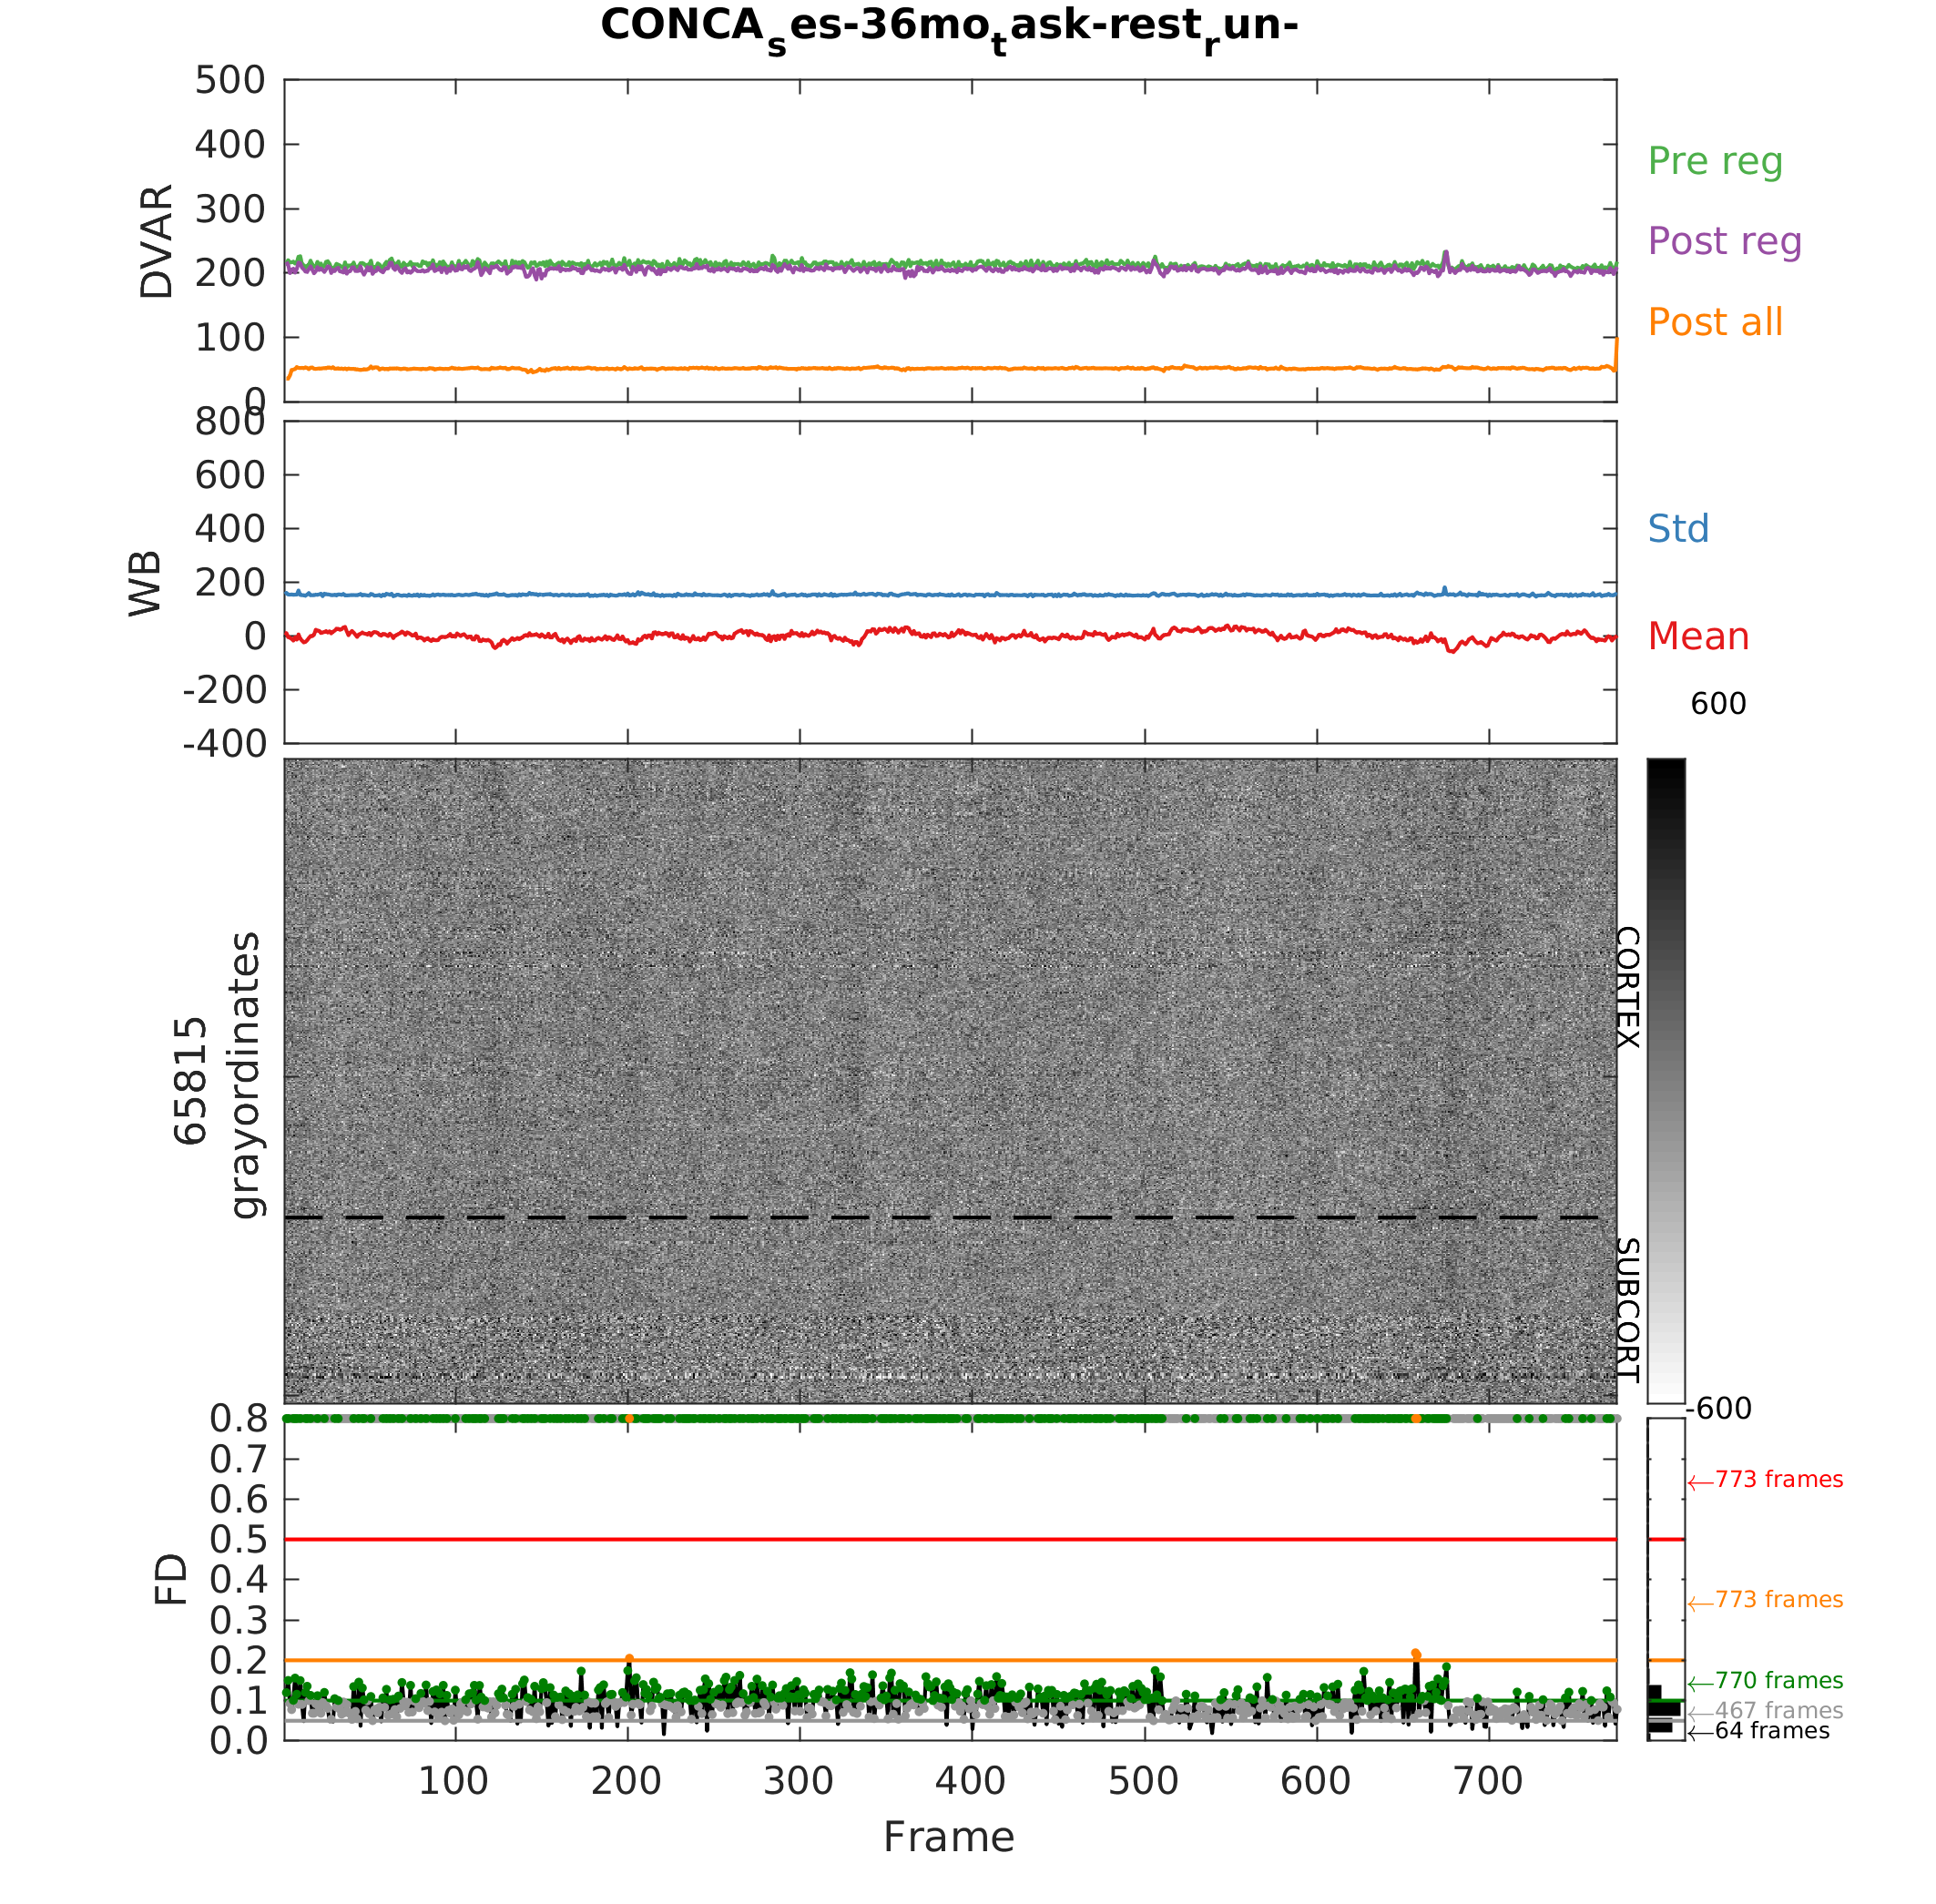 CONCAses-36motask-restrun-
500
400
300
200
100
0
DVAR
Pre reg
Post reg
Post all
800
600
400
200
0
-200
-400
WB
Std
Mean
600
65815
grayordinates
CORTEX
SUBCORT
-600
0.8
0.7
0.6
0.5
0.4
0.3
0.2
0.1
0.0
FD
←773 frames
←773 frames
←770 frames
←467 frames
←64 frames
100 200 300 400 500 600 700
Frame